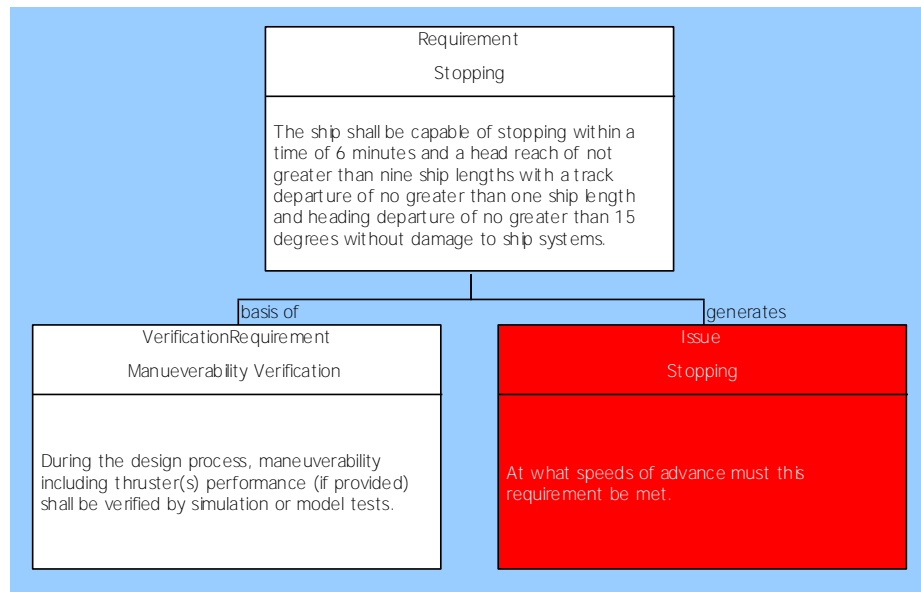 Requirement
Stopping
The ship shall be capable of stopping within a
time of 6 minutes and a head reach of not
greater than nine ship lengths with a track
departure of no greater than one ship length
and heading departure of no greater than 15
degrees without damage to ship systems.
basis of
generates
VerificationRequirement
Manueverability Verification
During the design process, maneuverability
including thruster(s) performance (if provided)
shall be verified by simulation or model tests.
Issue
Stopping
At what speeds of advance must this
requirement be met.